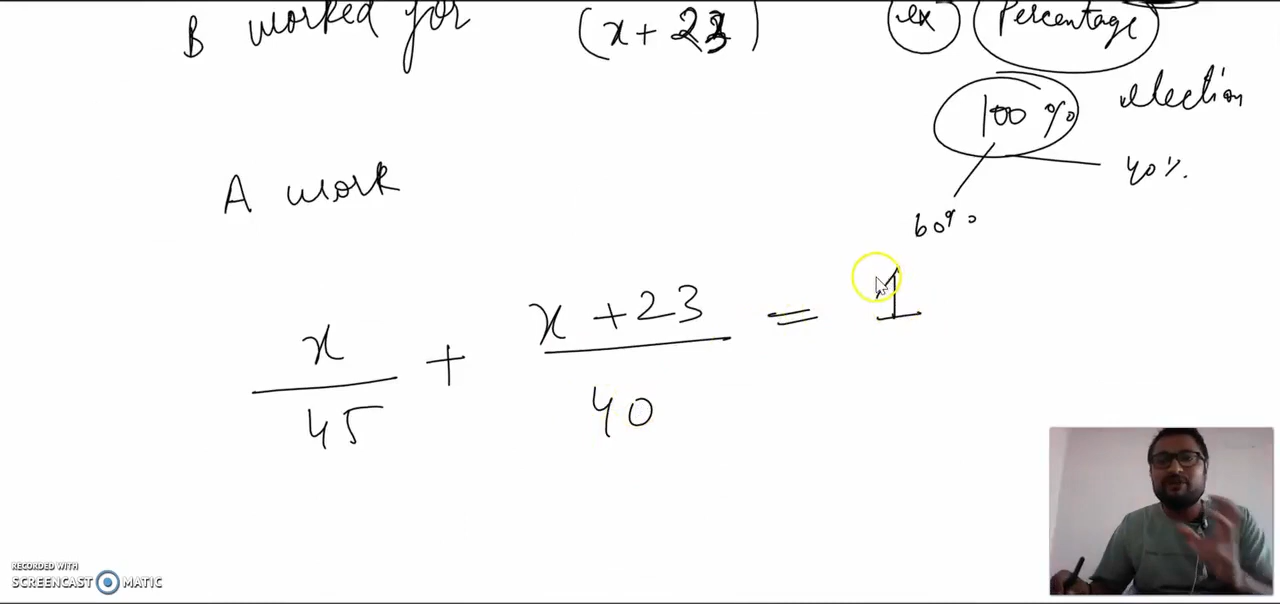 B worked for (x + 23) ex Percentage
100% election
40%
A work
60%
x/45 + x + 23/40 = 1
RECORDED WITH
SCREENCAST MATIC